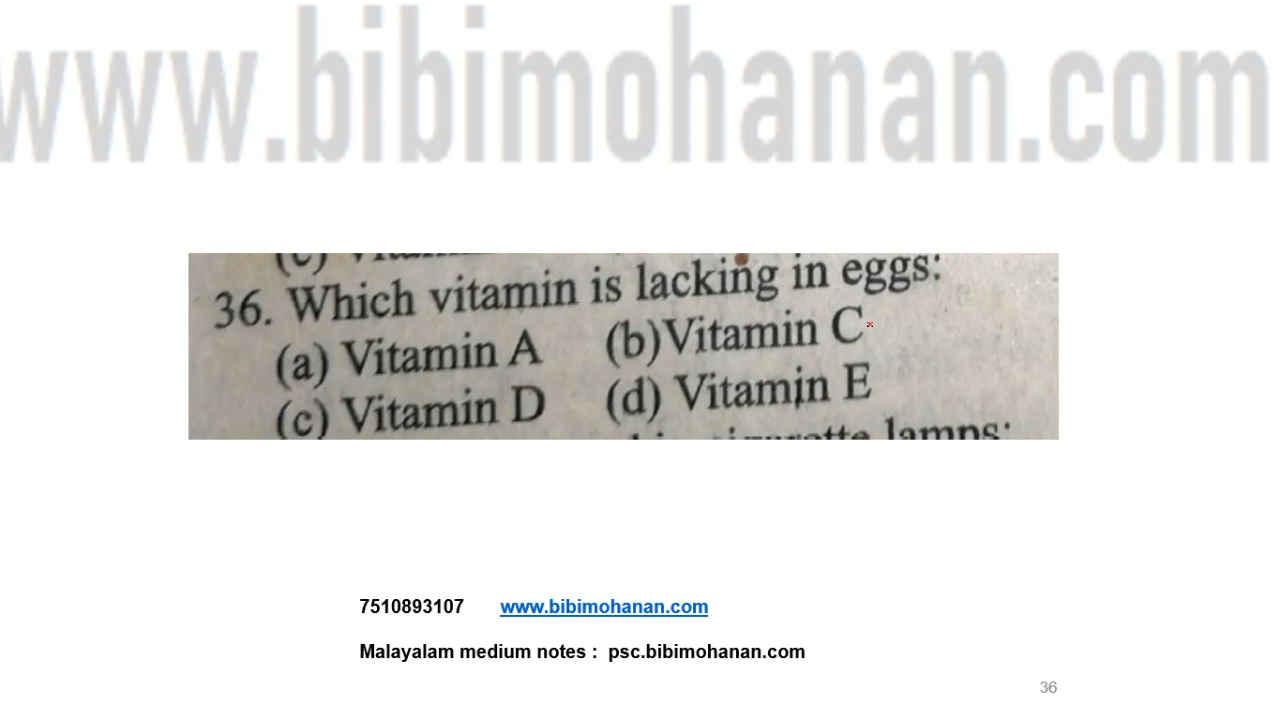 www.bibimohanan.com
36. Which vitamin is lacking in eggs:
(a) Vitamin A (b)Vitamin C
(c) Vitamin D (d) Vitamin E
lamps:
7510893107 www.bibimohanan.com
Malayalam medium notes : psc.bibimohanan.com
36